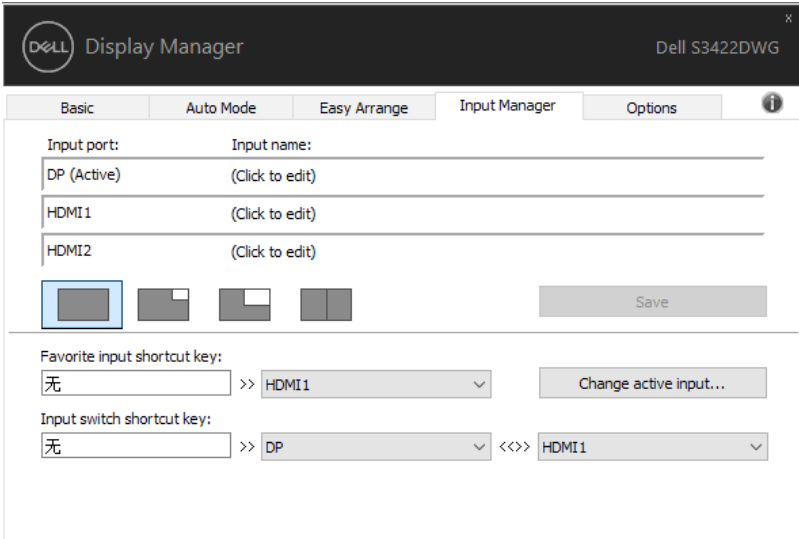 x
DELL Display Manager Dell S3422DWG
Basic Auto Mode Easy Arrange Input Manager Options i
Input port: Input name:
DP (Active) (Click to edit)
HDMI1 (Click to edit)
HDMI2 (Click to edit)
Save
Favorite input shortcut key:
无 >> HDMI1 Change active input...
Input switch shortcut key:
无 >> DP <<>> HDMI1